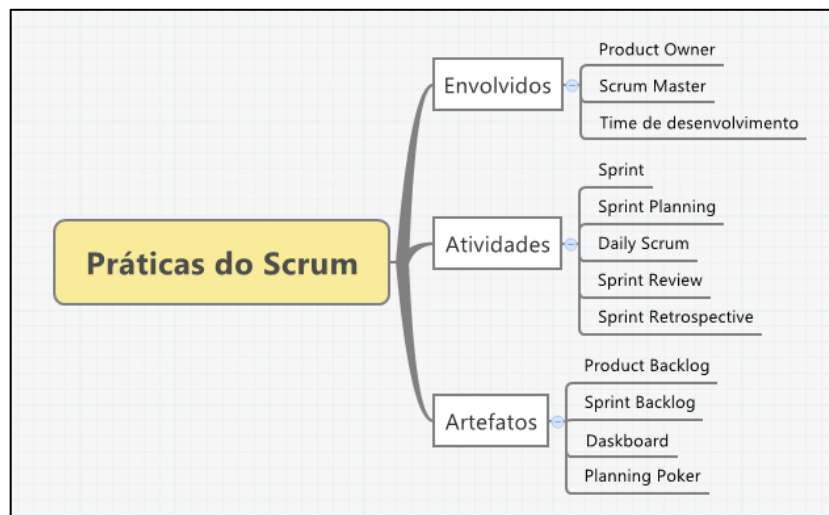 Práticas do Scrum
Envolvidos
Product Owner
Scrum Master
Time de desenvolvimento
Atividades
Sprint
Sprint Planning
Daily Scrum
Sprint Review
Sprint Retrospective
Artefatos
Product Backlog
Sprint Backlog
Daskboard
Planning Poker